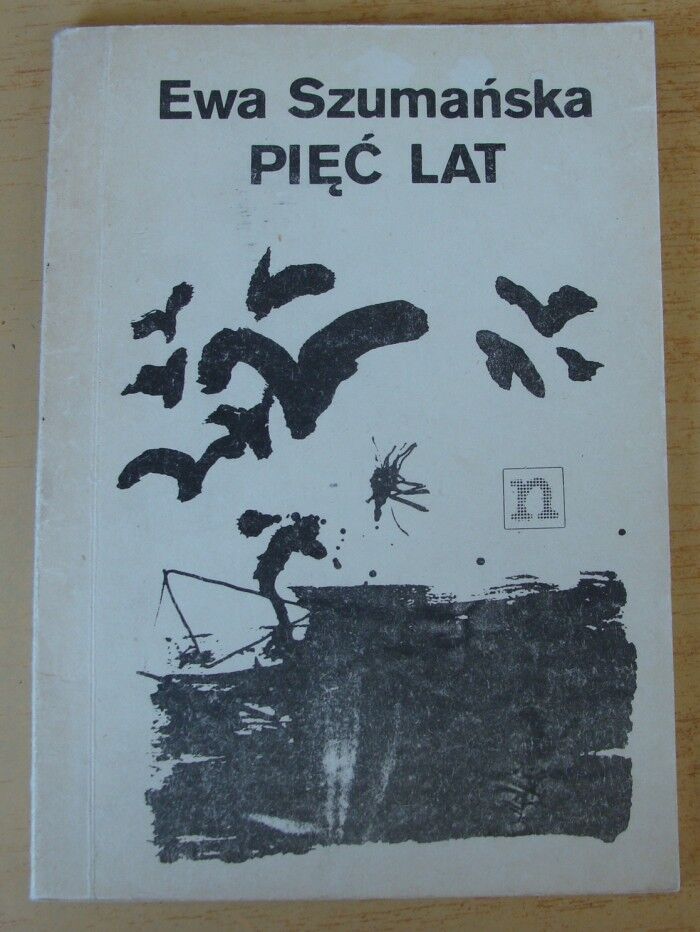 Ewa Szumańska
PIĘĆ LAT
n